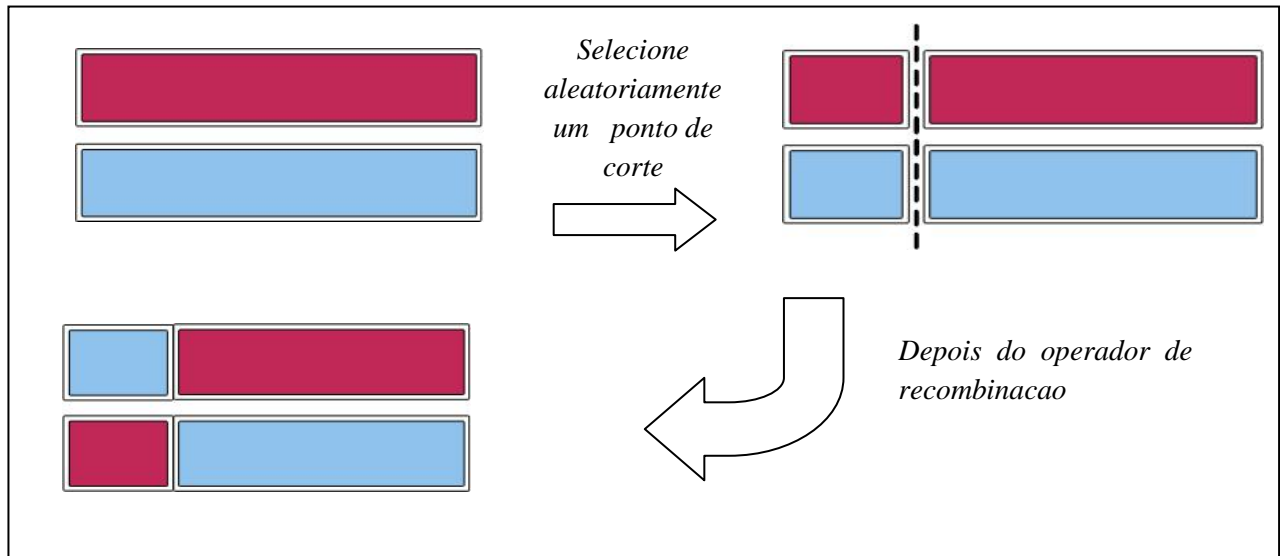 Selecione
aleatoriamente
um ponto de
corte
Depois do operador de
recombinacao